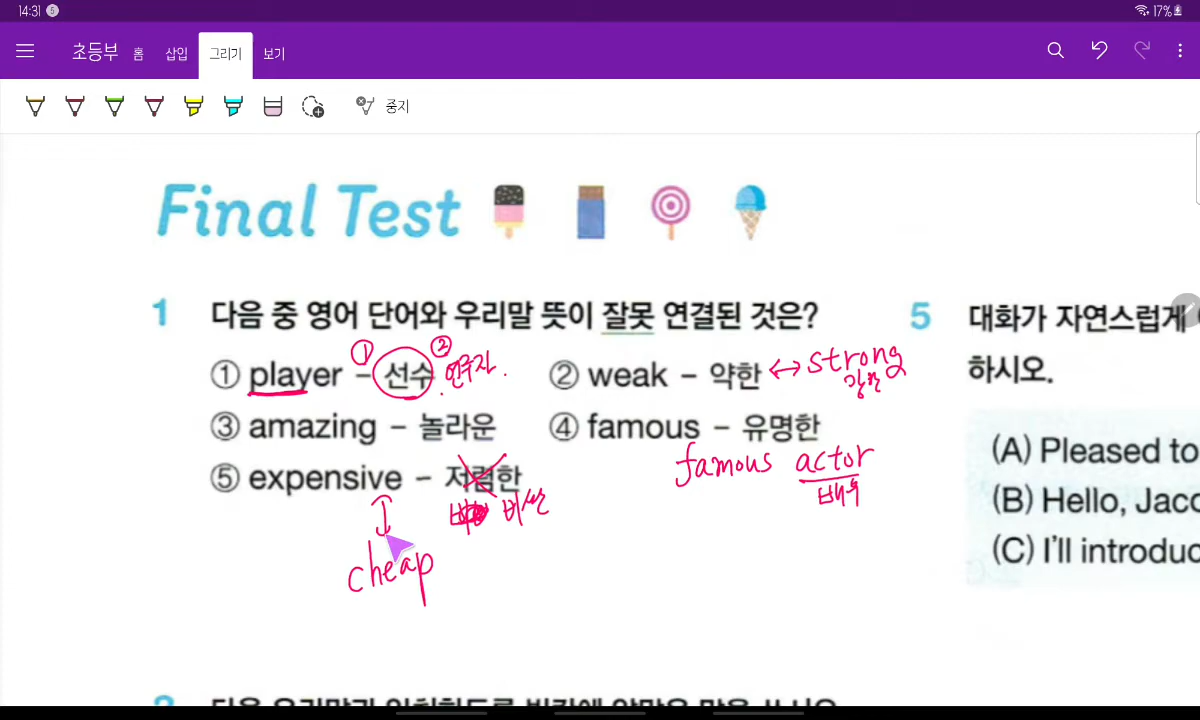 14:31 5 17%
초등부 홈 삽입 그리기 보기
중지
Final Test
1 다음 중 영어 단어와 우리말 뜻이 잘못 연결된 것은?
① player - 선수 ① ② 연주자.
② weak - 약한 ↔ strong
강한
③ amazing - 놀라운
④ famous - 유명한
famous actor
배우
⑤ expensive - 저렴한
비싼
↕
cheap
5 대화가 자연스럽게
하시오.
(A) Pleased to
(B) Hello, Jaco
(C) I'll introduc